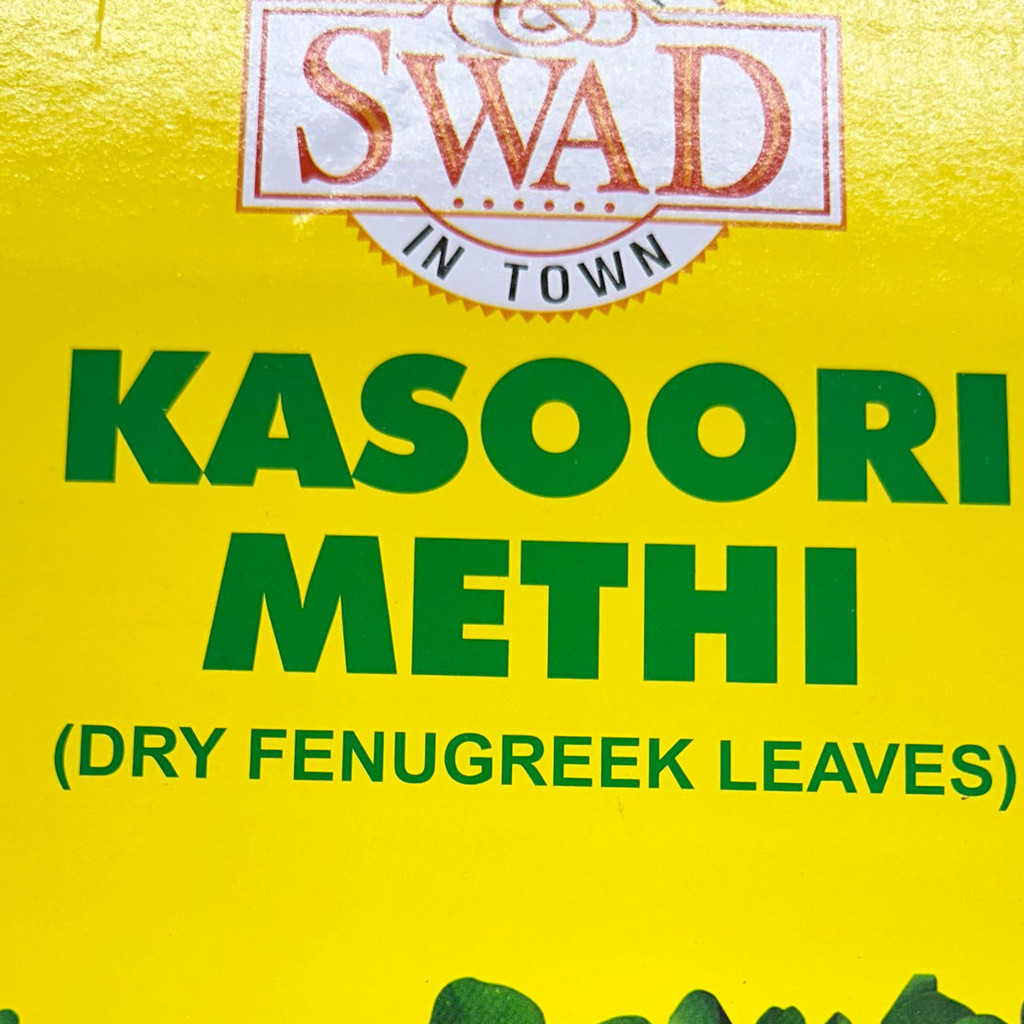 &
SWAD
IN TOWN
KASOORI
METHI
(DRY FENUGREEK LEAVES)